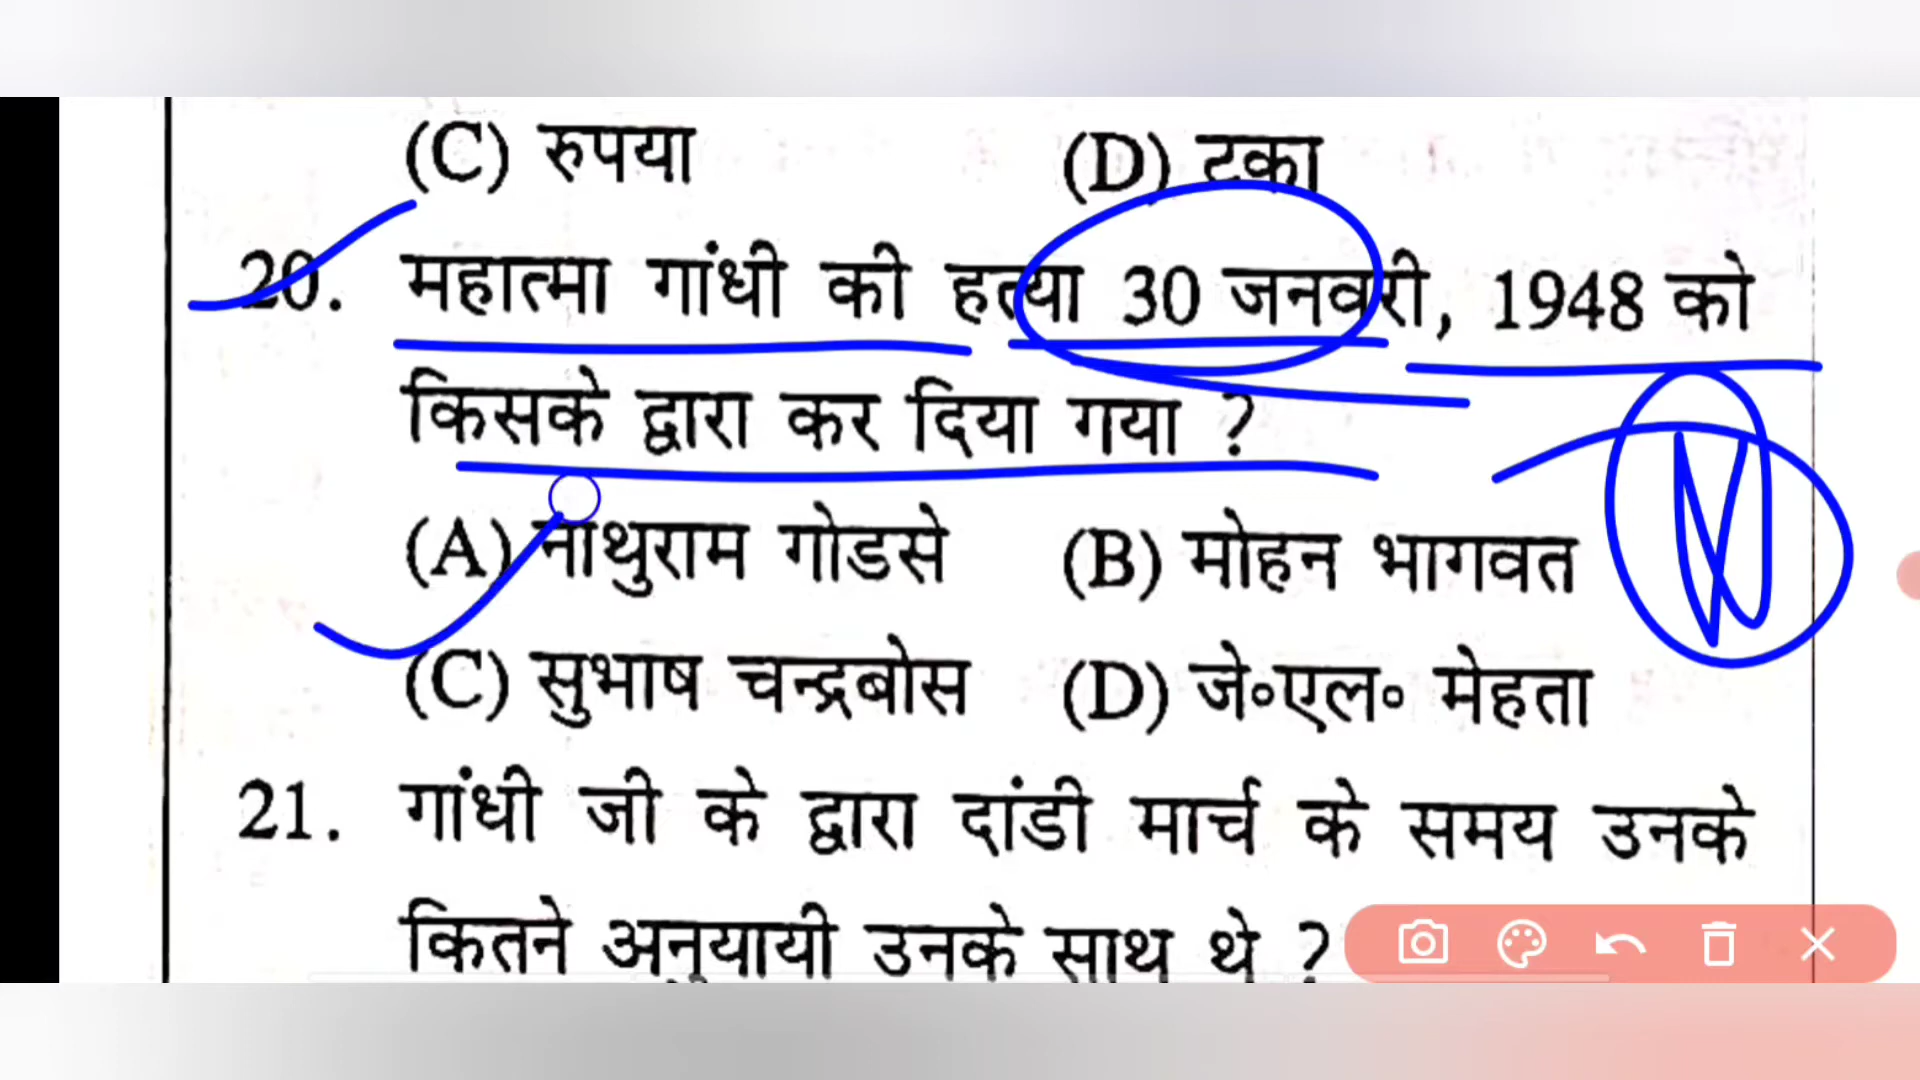 (C) रुपया (D) टका
20. महात्मा गांधी की हत्या 30 जनवरी, 1948 को
किसके द्वारा कर दिया गया ?
(A) नाथुराम गोडसे (B) मोहन भागवत
(C) सुभाष चन्द्रबोस (D) जे॰एल॰ मेहता
21. गांधी जी के द्वारा दांडी मार्च के समय उनके
कितने अनुयायी उनके साथ थे ?